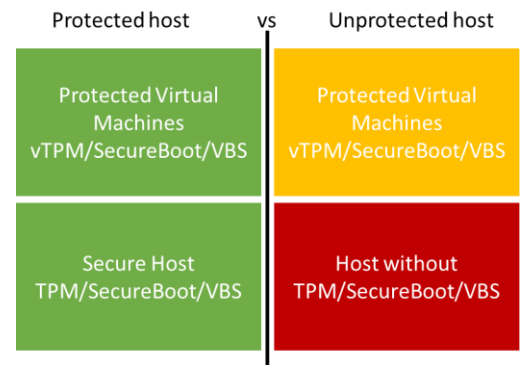 Protected host vs Unprotected host
Protected Virtual
Machines
vTPM/SecureBoot/VBS
Protected Virtual
Machines
vTPM/SecureBoot/VBS
Secure Host
TPM/SecureBoot/VBS
Host without
TPM/SecureBoot/VBS